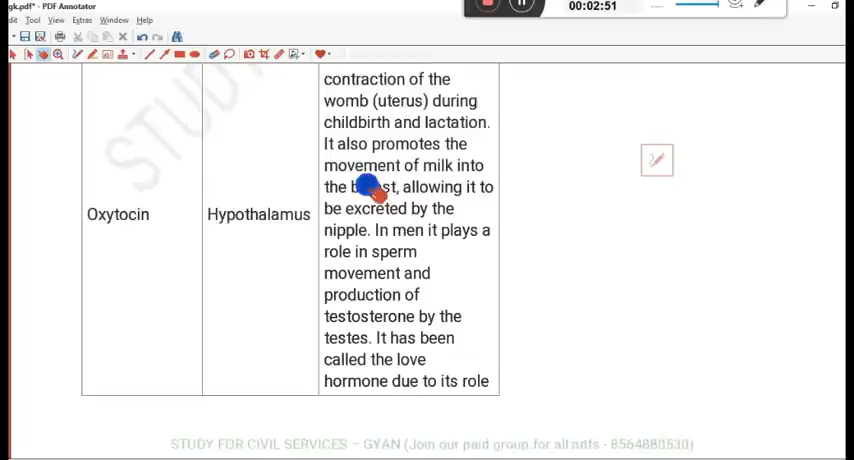 gk.pdf* - PDF Annotator
dit Tool View Extras Window Help
00:02:51
contraction of the
womb (uterus) during
childbirth and lactation.
It also promotes the
movement of milk into
the st, allowing it to
Oxytocin
Hypothalamus
be excreted by the
nipple. In men it plays a
role in sperm
movement and
production of
testosterone by the
testes. It has been
called the love
hormone due to its role
STUDY
STUDY FOR CIVIL SERVICES – GYAN (Join our paid group for all pdfs - 8564880530)